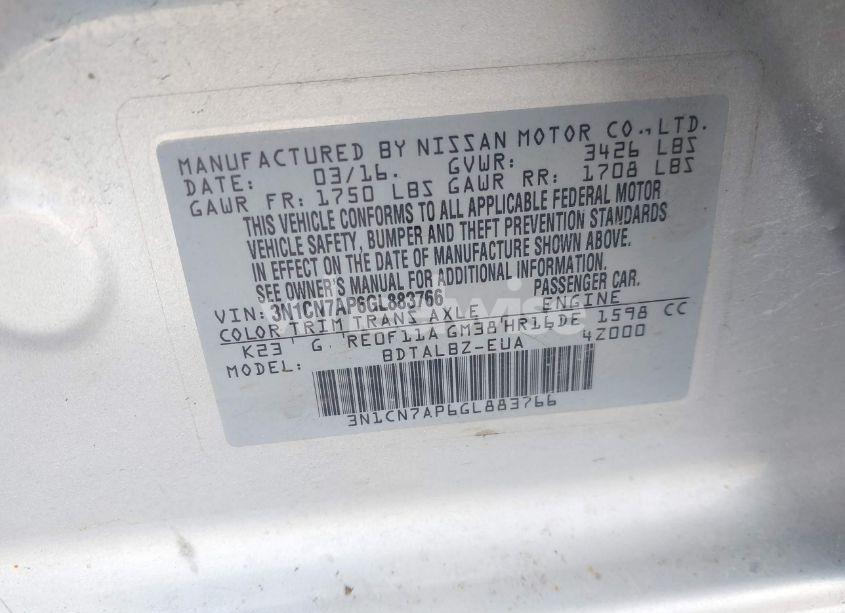 MANUFACTURED BY NISSAN MOTOR CO.,LTD.
DATE: 03/16. GVWR: 3426 LBS
GAWR FR: 1750 LBS GAWR RR: 1708 LBS
THIS VEHICLE CONFORMS TO ALL APPLICABLE FEDERAL MOTOR
VEHICLE SAFETY, BUMPER AND THEFT PREVENTION STANDARDS
IN EFFECT ON THE DATE OF MANUFACTURE SHOWN ABOVE.
SEE OWNER'S MANUAL FOR ADDITIONAL INFORMATION.
VIN: 3N1CN7AP6GL883766 PASSENGER CAR.
COLOR TRIM TRANS AXLE ENGINE
K23 G RE0F11A GM38 HR16DE 1598 CC
MODEL: BDTALBZ-EUA 42000
3N1CN7AP6GL883766